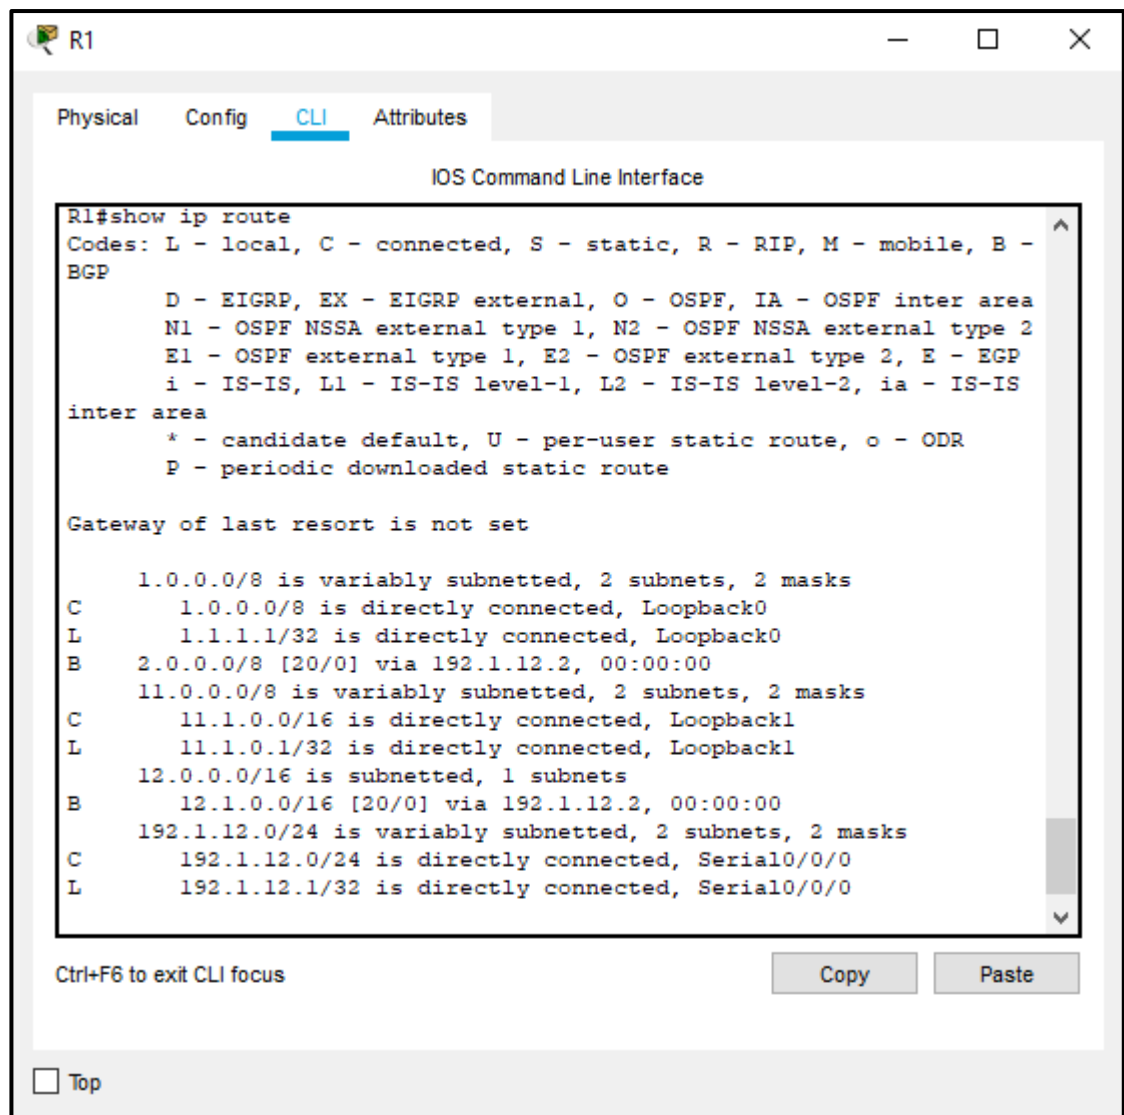 R1
Physical Config CLI Attributes
IOS Command Line Interface
R1#show ip route
Codes: L - local, C - connected, S - static, R - RIP, M - mobile, B -
BGP
       D - EIGRP, EX - EIGRP external, O - OSPF, IA - OSPF inter area
       N1 - OSPF NSSA external type 1, N2 - OSPF NSSA external type 2
       E1 - OSPF external type 1, E2 - OSPF external type 2, E - EGP
       i - IS-IS, L1 - IS-IS level-1, L2 - IS-IS level-2, ia - IS-IS
inter area
       * - candidate default, U - per-user static route, o - ODR
       P - periodic downloaded static route
Gateway of last resort is not set
     1.0.0.0/8 is variably subnetted, 2 subnets, 2 masks
C       1.0.0.0/8 is directly connected, Loopback0
L       1.1.1.1/32 is directly connected, Loopback0
B    2.0.0.0/8 [20/0] via 192.1.12.2, 00:00:00
     11.0.0.0/8 is variably subnetted, 2 subnets, 2 masks
C       11.1.0.0/16 is directly connected, Loopback1
L       11.1.0.1/32 is directly connected, Loopback1
     12.0.0.0/16 is subnetted, 1 subnets
B       12.1.0.0/16 [20/0] via 192.1.12.2, 00:00:00
     192.1.12.0/24 is variably subnetted, 2 subnets, 2 masks
C       192.1.12.0/24 is directly connected, Serial0/0/0
L       192.1.12.1/32 is directly connected, Serial0/0/0
Ctrl+F6 to exit CLI focus Copy Paste
Top